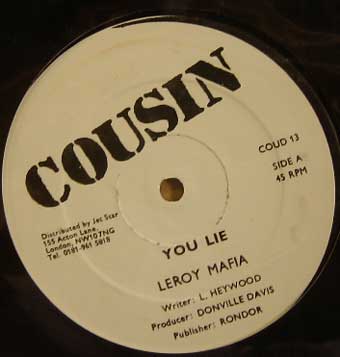 COUSIN
COUD 13
SIDE A
45 RPM
Distributed by Jet Star
155 Acton Lane,
London, NW10 7NG
Tel. 0181-961 5818
YOU LIE
LEROY MAFIA
Writer: L. HEYWOOD
Producer: DONVILLE DAVIS
Publisher: RONDOR